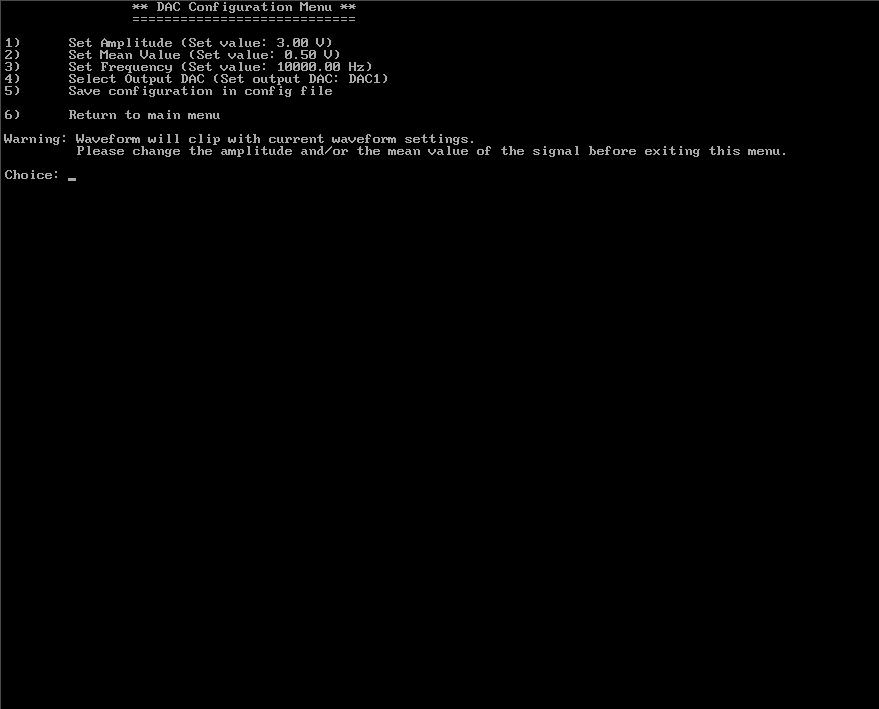 ** DAC Configuration Menu **
============================
1) Set Amplitude (Set value: 3.00 V)
2) Set Mean Value (Set value: 0.50 V)
3) Set Frequency (Set value: 10000.00 Hz)
4) Select Output DAC (Set output DAC: DAC1)
5) Save configuration in config file
6) Return to main menu
Warning: Waveform will clip with current waveform settings.
Please change the amplitude and/or the mean value of the signal before exiting this menu.
Choice: _